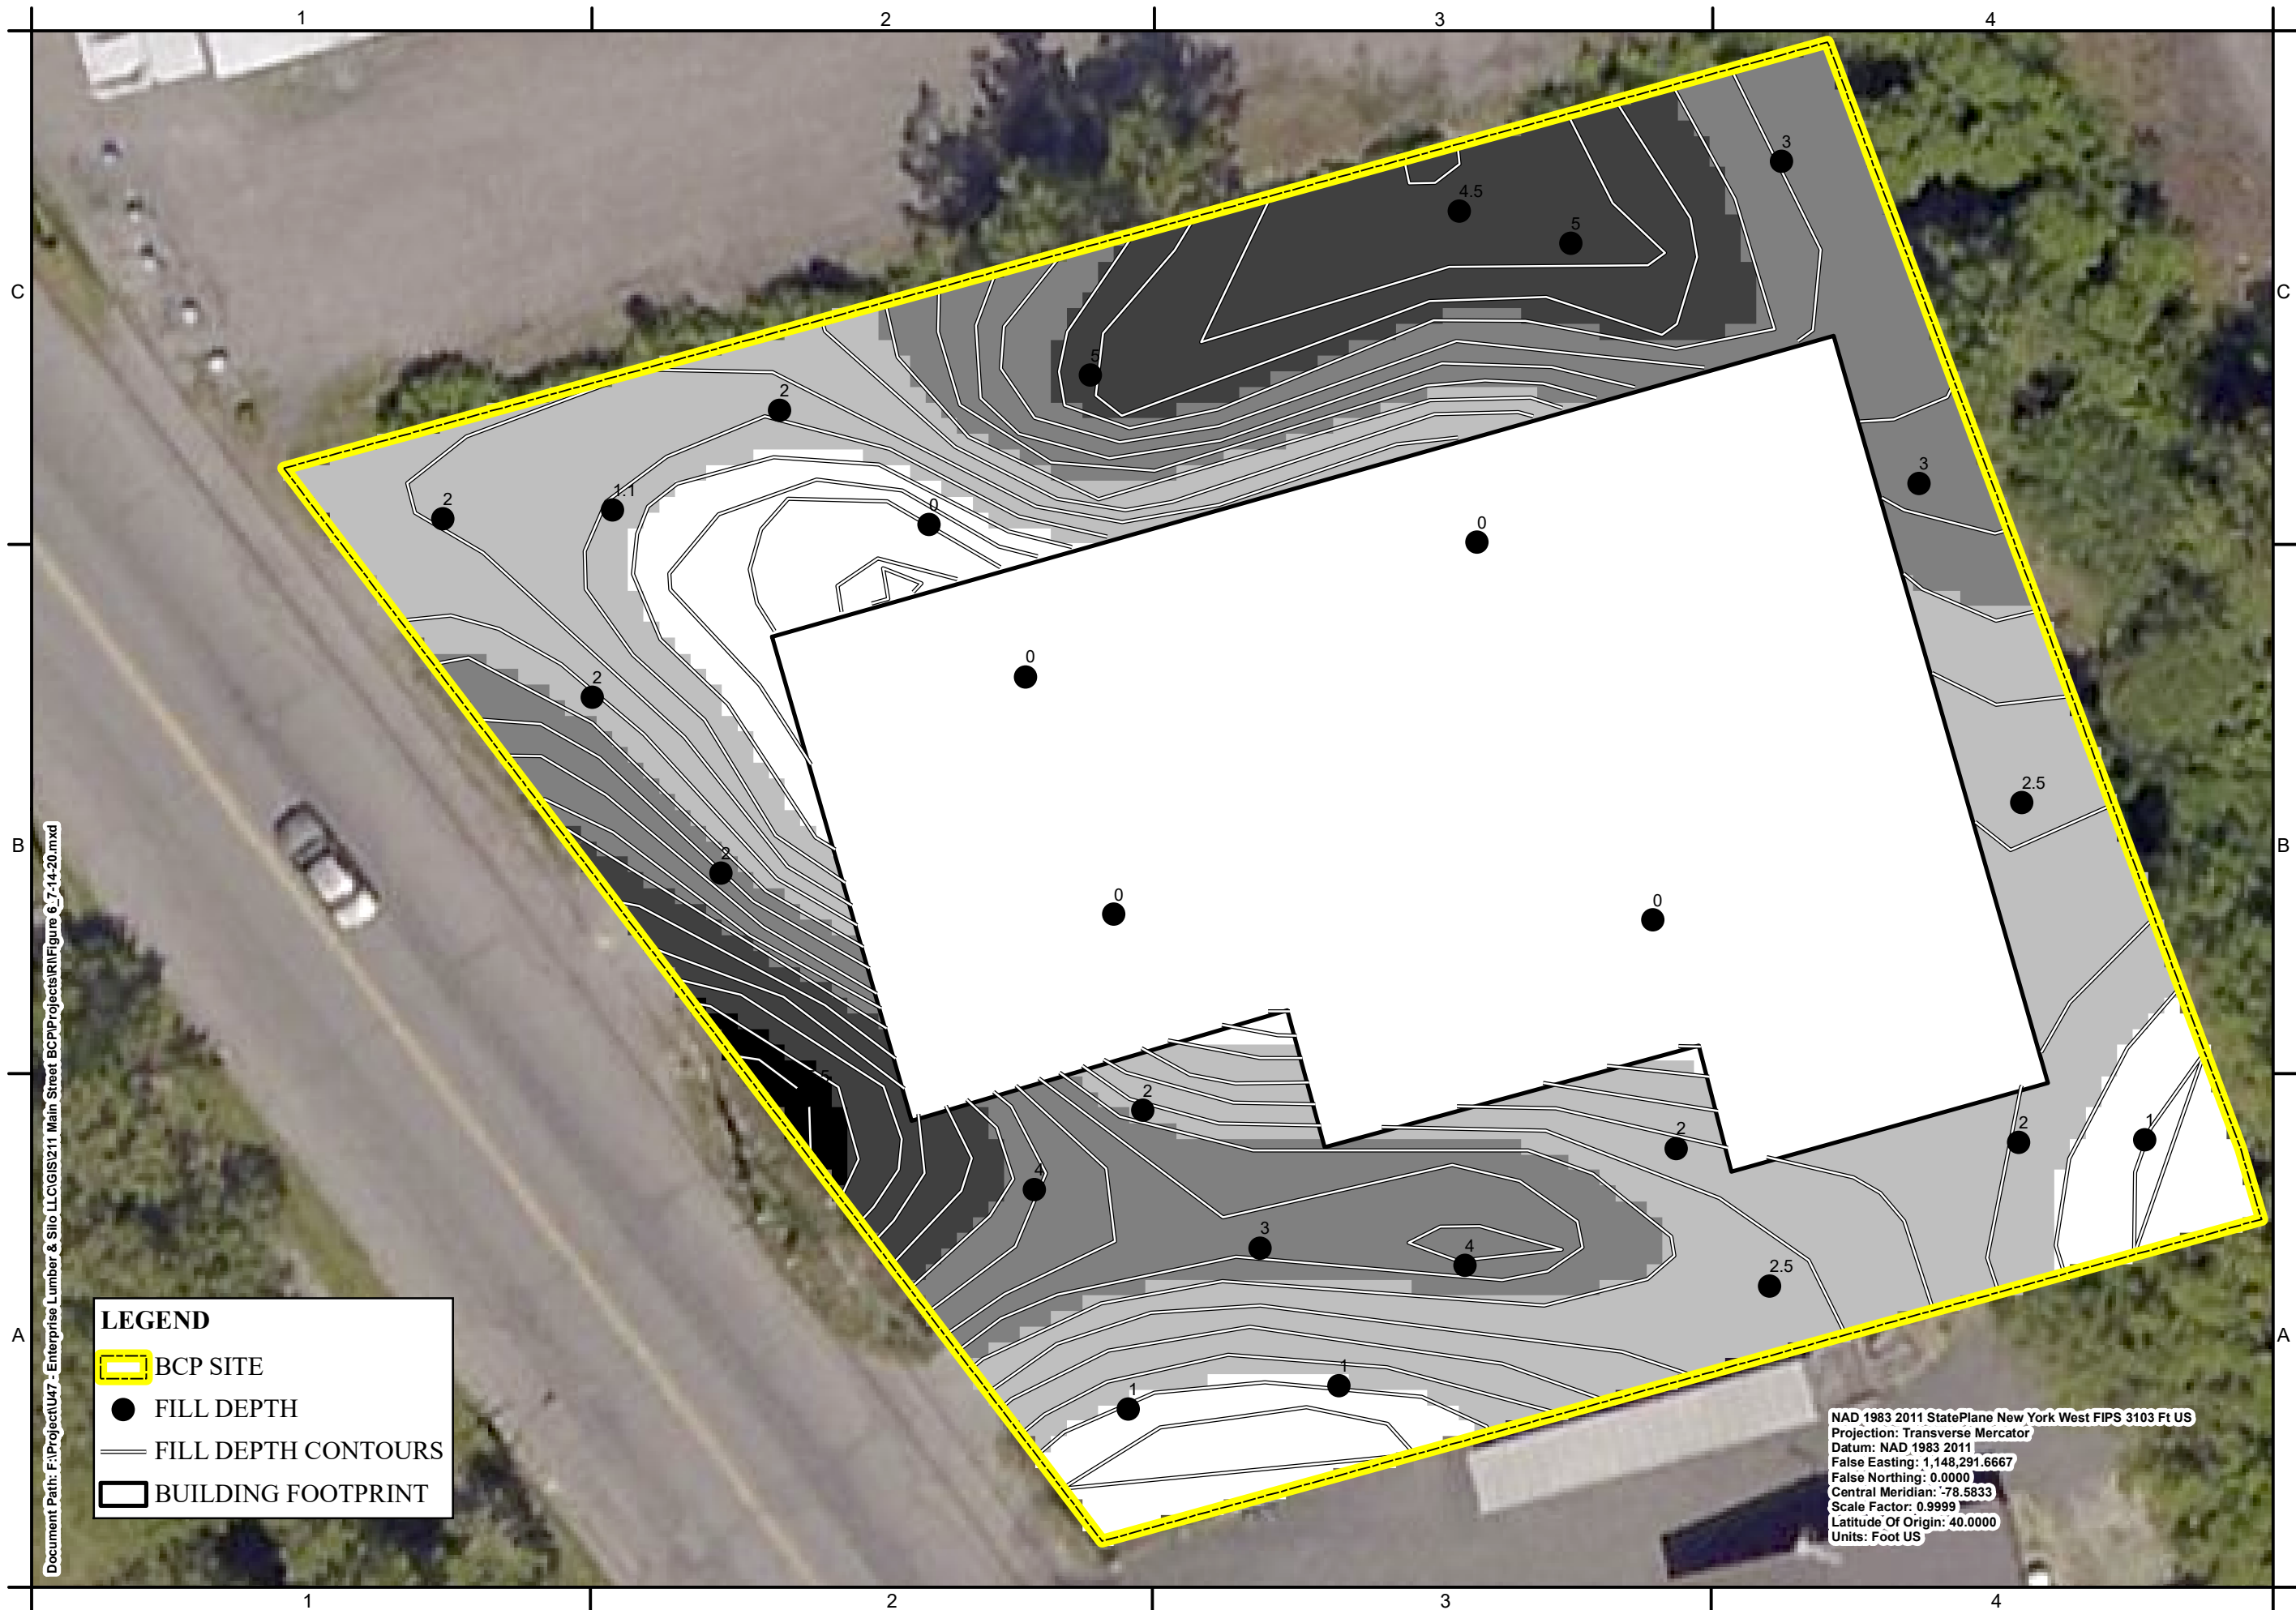 1 2 3 4
C C
B B
A A
1 2 3 4
3
4.5
5
5
2
3
2
1.1
0
0
0
2
2.5
2
0
0
5
2
2
2
1
4
3
4
2.5
1
1
LEGEND
BCP SITE
FILL DEPTH
FILL DEPTH CONTOURS
BUILDING FOOTPRINT
NAD 1983 2011 StatePlane New York West FIPS 3103 Ft US
Projection: Transverse Mercator
Datum: NAD 1983 2011
False Easting: 1,148,291.6667
False Northing: 0.0000
Central Meridian: -78.5833
Scale Factor: 0.9999
Latitude Of Origin: 40.0000
Units: Foot US
Document Path: F:\Project\U47 - Enterprise Lumber & Silo LLC\GIS\211 Main Street BCP\Projects\RI\Figure 6_7-14-20.mxd